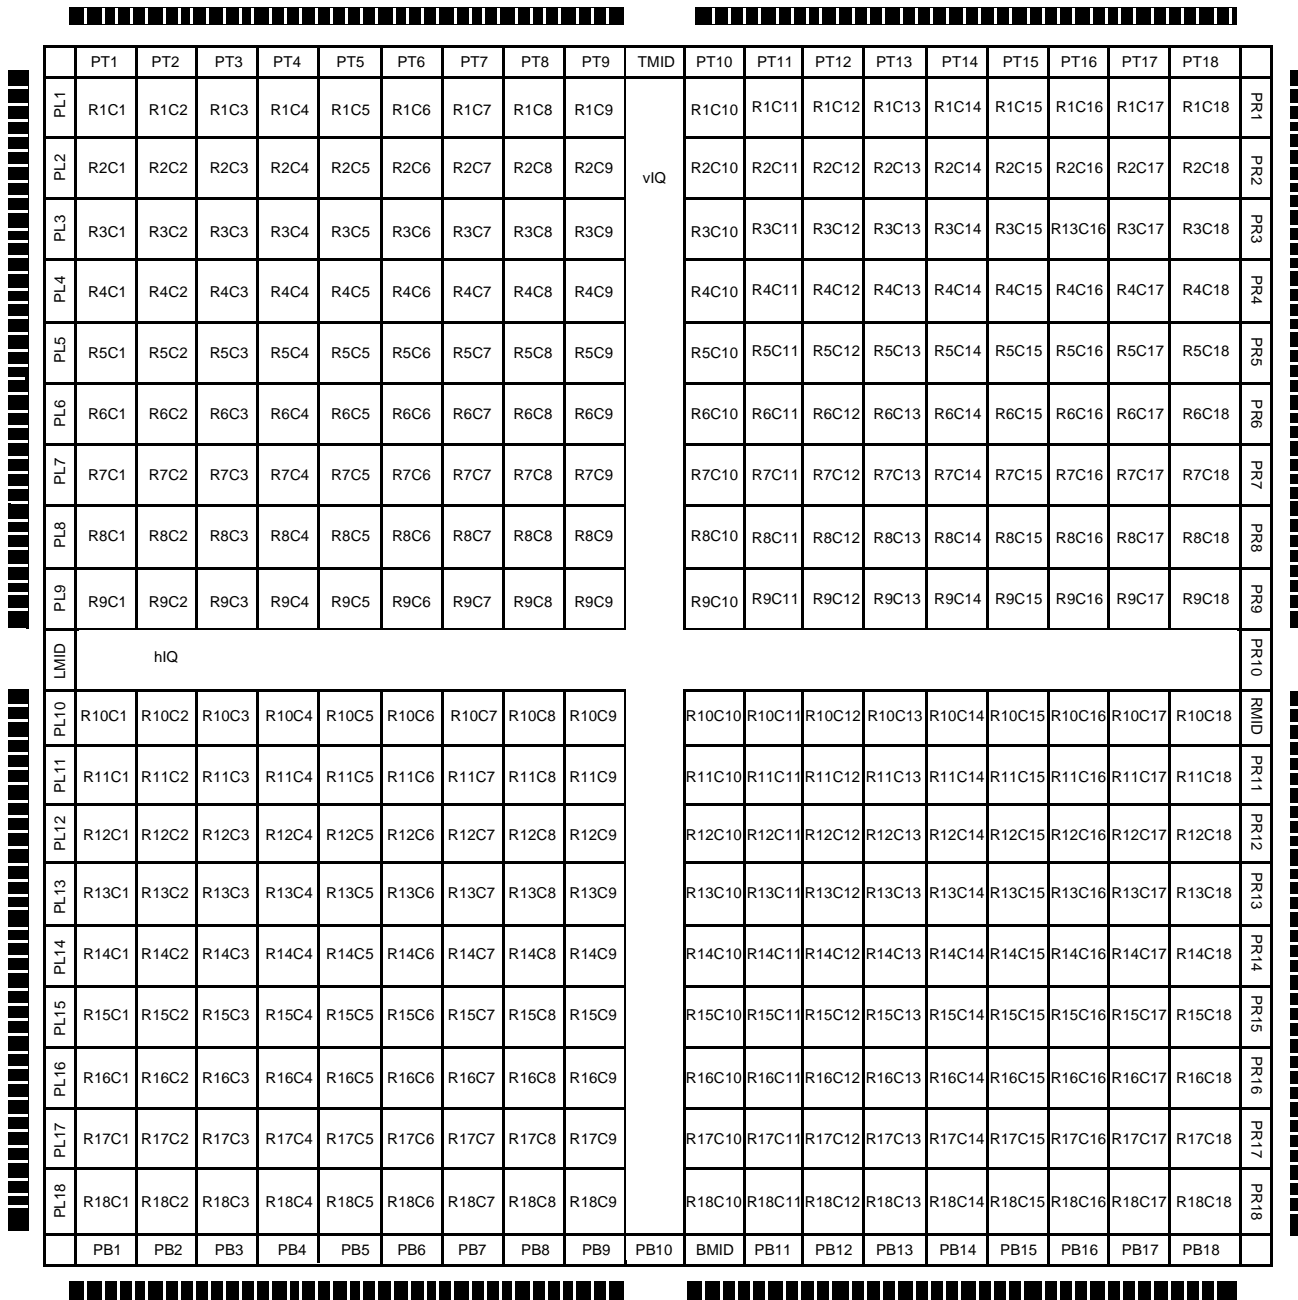 PT1 PT2 PT3 PT4 PT5 PT6 PT7 PT8 PT9 TMID PT10 PT11 PT12 PT13 PT14 PT15 PT16 PT17 PT18
PL1 R1C1 R1C2 R1C3 R1C4 R1C5 R1C6 R1C7 R1C8 R1C9 R1C10 R1C11 R1C12 R1C13 R1C14 R1C15 R1C16 R1C17 R1C18 PR1
PL2 R2C1 R2C2 R2C3 R2C4 R2C5 R2C6 R2C7 R2C8 R2C9 vIQ R2C10 R2C11 R2C12 R2C13 R2C14 R2C15 R2C16 R2C17 R2C18 PR2
PL3 R3C1 R3C2 R3C3 R3C4 R3C5 R3C6 R3C7 R3C8 R3C9 R3C10 R3C11 R3C12 R3C13 R3C14 R3C15 R13C16 R3C17 R3C18 PR3
PL4 R4C1 R4C2 R4C3 R4C4 R4C5 R4C6 R4C7 R4C8 R4C9 R4C10 R4C11 R4C12 R4C13 R4C14 R4C15 R4C16 R4C17 R4C18 PR4
PL5 R5C1 R5C2 R5C3 R5C4 R5C5 R5C6 R5C7 R5C8 R5C9 R5C10 R5C11 R5C12 R5C13 R5C14 R5C15 R5C16 R5C17 R5C18 PR5
PL6 R6C1 R6C2 R6C3 R6C4 R6C5 R6C6 R6C7 R6C8 R6C9 R6C10 R6C11 R6C12 R6C13 R6C14 R6C15 R6C16 R6C17 R6C18 PR6
PL7 R7C1 R7C2 R7C3 R7C4 R7C5 R7C6 R7C7 R7C8 R7C9 R7C10 R7C11 R7C12 R7C13 R7C14 R7C15 R7C16 R7C17 R7C18 PR7
PL8 R8C1 R8C2 R8C3 R8C4 R8C5 R8C6 R8C7 R8C8 R8C9 R8C10 R8C11 R8C12 R8C13 R8C14 R8C15 R8C16 R8C17 R8C18 PR8
PL9 R9C1 R9C2 R9C3 R9C4 R9C5 R9C6 R9C7 R9C8 R9C9 R9C10 R9C11 R9C12 R9C13 R9C14 R9C15 R9C16 R9C17 R9C18 PR9
LMID hIQ PR10
PL10 R10C1 R10C2 R10C3 R10C4 R10C5 R10C6 R10C7 R10C8 R10C9 R10C10 R10C11 R10C12 R10C13 R10C14 R10C15 R10C16 R10C17 R10C18 RMID
PL11 R11C1 R11C2 R11C3 R11C4 R11C5 R11C6 R11C7 R11C8 R11C9 R11C10 R11C11 R11C12 R11C13 R11C14 R11C15 R11C16 R11C17 R11C18 PR11
PL12 R12C1 R12C2 R12C3 R12C4 R12C5 R12C6 R12C7 R12C8 R12C9 R12C10 R12C11 R12C12 R12C13 R12C14 R12C15 R12C16 R12C17 R12C18 PR12
PL13 R13C1 R13C2 R13C3 R13C4 R13C5 R13C6 R13C7 R13C8 R13C9 R13C10 R13C11 R13C12 R13C13 R13C14 R13C15 R13C16 R13C17 R13C18 PR13
PL14 R14C1 R14C2 R14C3 R14C4 R14C5 R14C6 R14C7 R14C8 R14C9 R14C10 R14C11 R14C12 R14C13 R14C14 R14C15 R14C16 R14C17 R14C18 PR14
PL15 R15C1 R15C2 R15C3 R15C4 R15C5 R15C6 R15C7 R15C8 R15C9 R15C10 R15C11 R15C12 R15C13 R15C14 R15C15 R15C16 R15C17 R15C18 PR15
PL16 R16C1 R16C2 R16C3 R16C4 R16C5 R16C6 R16C7 R16C8 R16C9 R16C10 R16C11 R16C12 R16C13 R16C14 R16C15 R16C16 R16C17 R16C18 PR16
PL17 R17C1 R17C2 R17C3 R17C4 R17C5 R17C6 R17C7 R17C8 R17C9 R17C10 R17C11 R17C12 R17C13 R17C14 R17C15 R17C16 R17C17 R17C18 PR17
PL18 R18C1 R18C2 R18C3 R18C4 R18C5 R18C6 R18C7 R18C8 R18C9 R18C10 R18C11 R18C12 R18C13 R18C14 R18C15 R18C16 R18C17 R18C18 PR18
PB1 PB2 PB3 PB4 PB5 PB6 PB7 PB8 PB9 PB10 BMID PB11 PB12 PB13 PB14 PB15 PB16 PB17 PB18